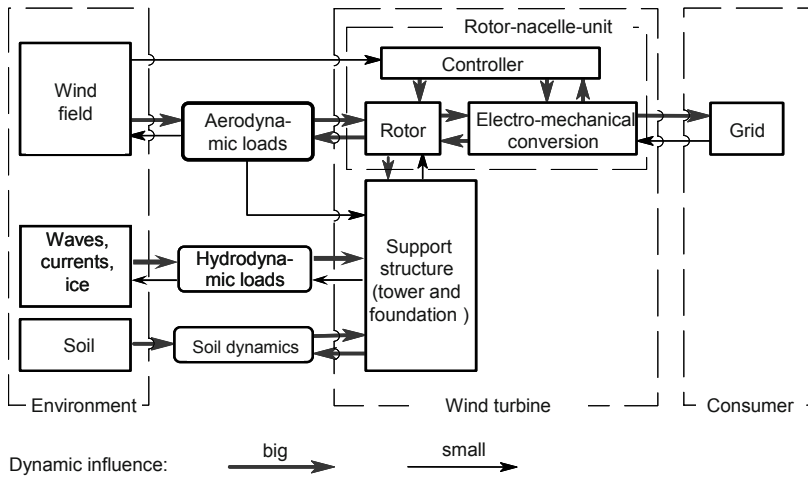 Rotor-nacelle-unit
Controller
Wind
field
Aerodyna-
mic loads
Rotor
Electro-mechanical
conversion
Grid
Waves,
currents,
ice
Hydrodyna-
mic loads
Support
structure
(tower and
foundation )
Soil
Soil dynamics
Environment
Wind turbine
Consumer
Dynamic influence:
big
small